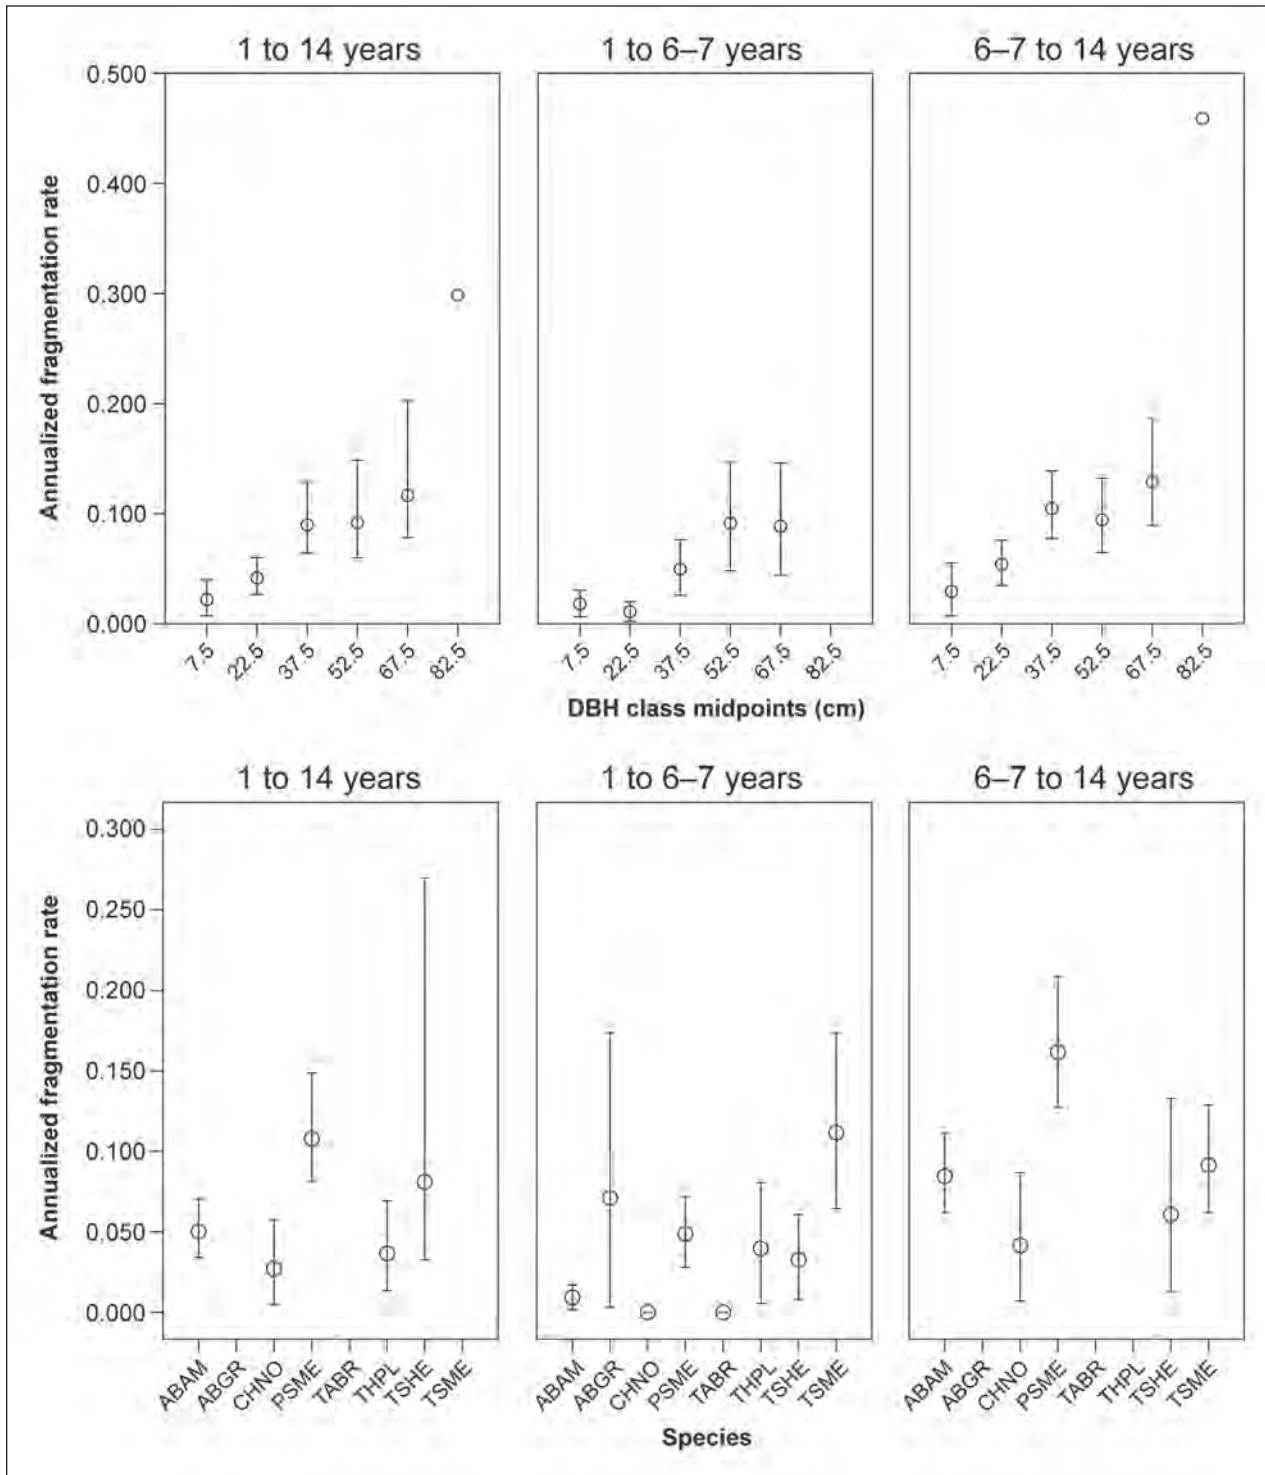 1 to 14 years 1 to 6–7 years 6–7 to 14 years
Annualized fragmentation rate
0.500
0.400
0.300
0.200
0.100
0.000
7.5 22.5 37.5 52.5 67.5 82.5 7.5 22.5 37.5 52.5 67.5 82.5 7.5 22.5 37.5 52.5 67.5 82.5
DBH class midpoints (cm)
1 to 14 years 1 to 6–7 years 6–7 to 14 years
Annualized fragmentation rate
0.300
0.250
0.200
0.150
0.100
0.050
0.000
ABAM ABGR CHNO PSME TABR THPL TSHE TSME ABAM ABGR CHNO PSME TABR THPL TSHE TSME ABAM ABGR CHNO PSME TABR THPL TSHE TSME
Species